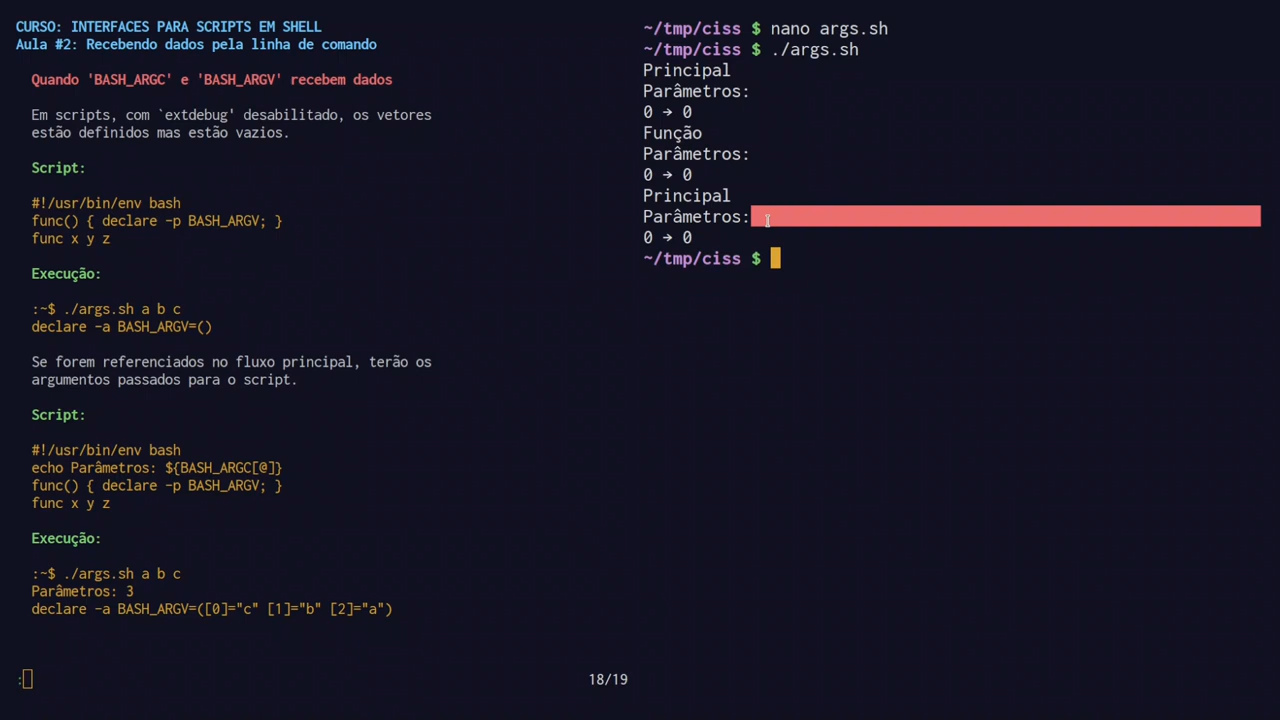 CURSO: INTERFACES PARA SCRIPTS EM SHELL
Aula #2: Recebendo dados pela linha de comando
Quando 'BASH_ARGC' e 'BASH_ARGV' recebem dados
Em scripts, com `extdebug' desabilitado, os vetores
estão definidos mas estão vazios.
Script:
#!/usr/bin/env bash
func() { declare -p BASH_ARGV; }
func x y z
Execução:
:~$ ./args.sh a b c
declare -a BASH_ARGV=()
Se forem referenciados no fluxo principal, terão os
argumentos passados para o script.
Script:
#!/usr/bin/env bash
echo Parâmetros: ${BASH_ARGC[@]}
func() { declare -p BASH_ARGV; }
func x y z
Execução:
:~$ ./args.sh a b c
Parâmetros: 3
declare -a BASH_ARGV=([0]="c" [1]="b" [2]="a")
:
18/19
~/tmp/ciss $ nano args.sh
~/tmp/ciss $ ./args.sh
Principal
Parâmetros:
0 → 0
Função
Parâmetros:
0 → 0
Principal
Parâmetros:
0 → 0
~/tmp/ciss $